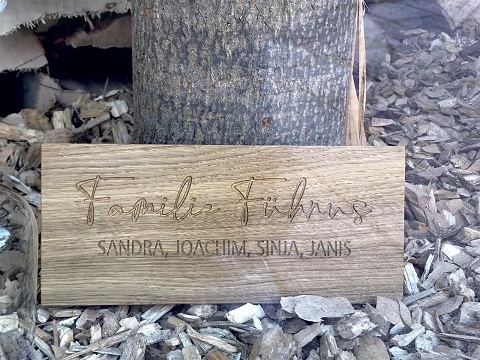 Familie Führus
SANDRA, JOACHIM, SINJA, JANIS